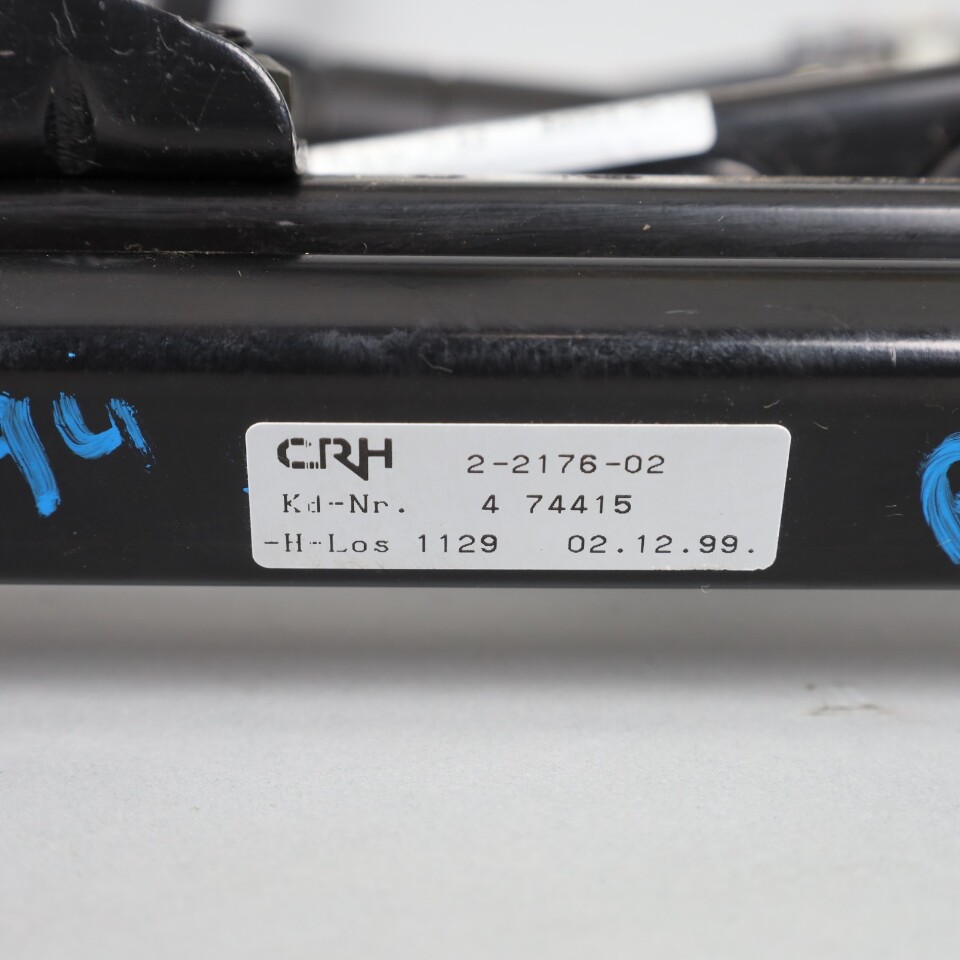 CRH 2-2176-02
Kd-Nr. 4 74415
-H-Los 1129 02.12.99.